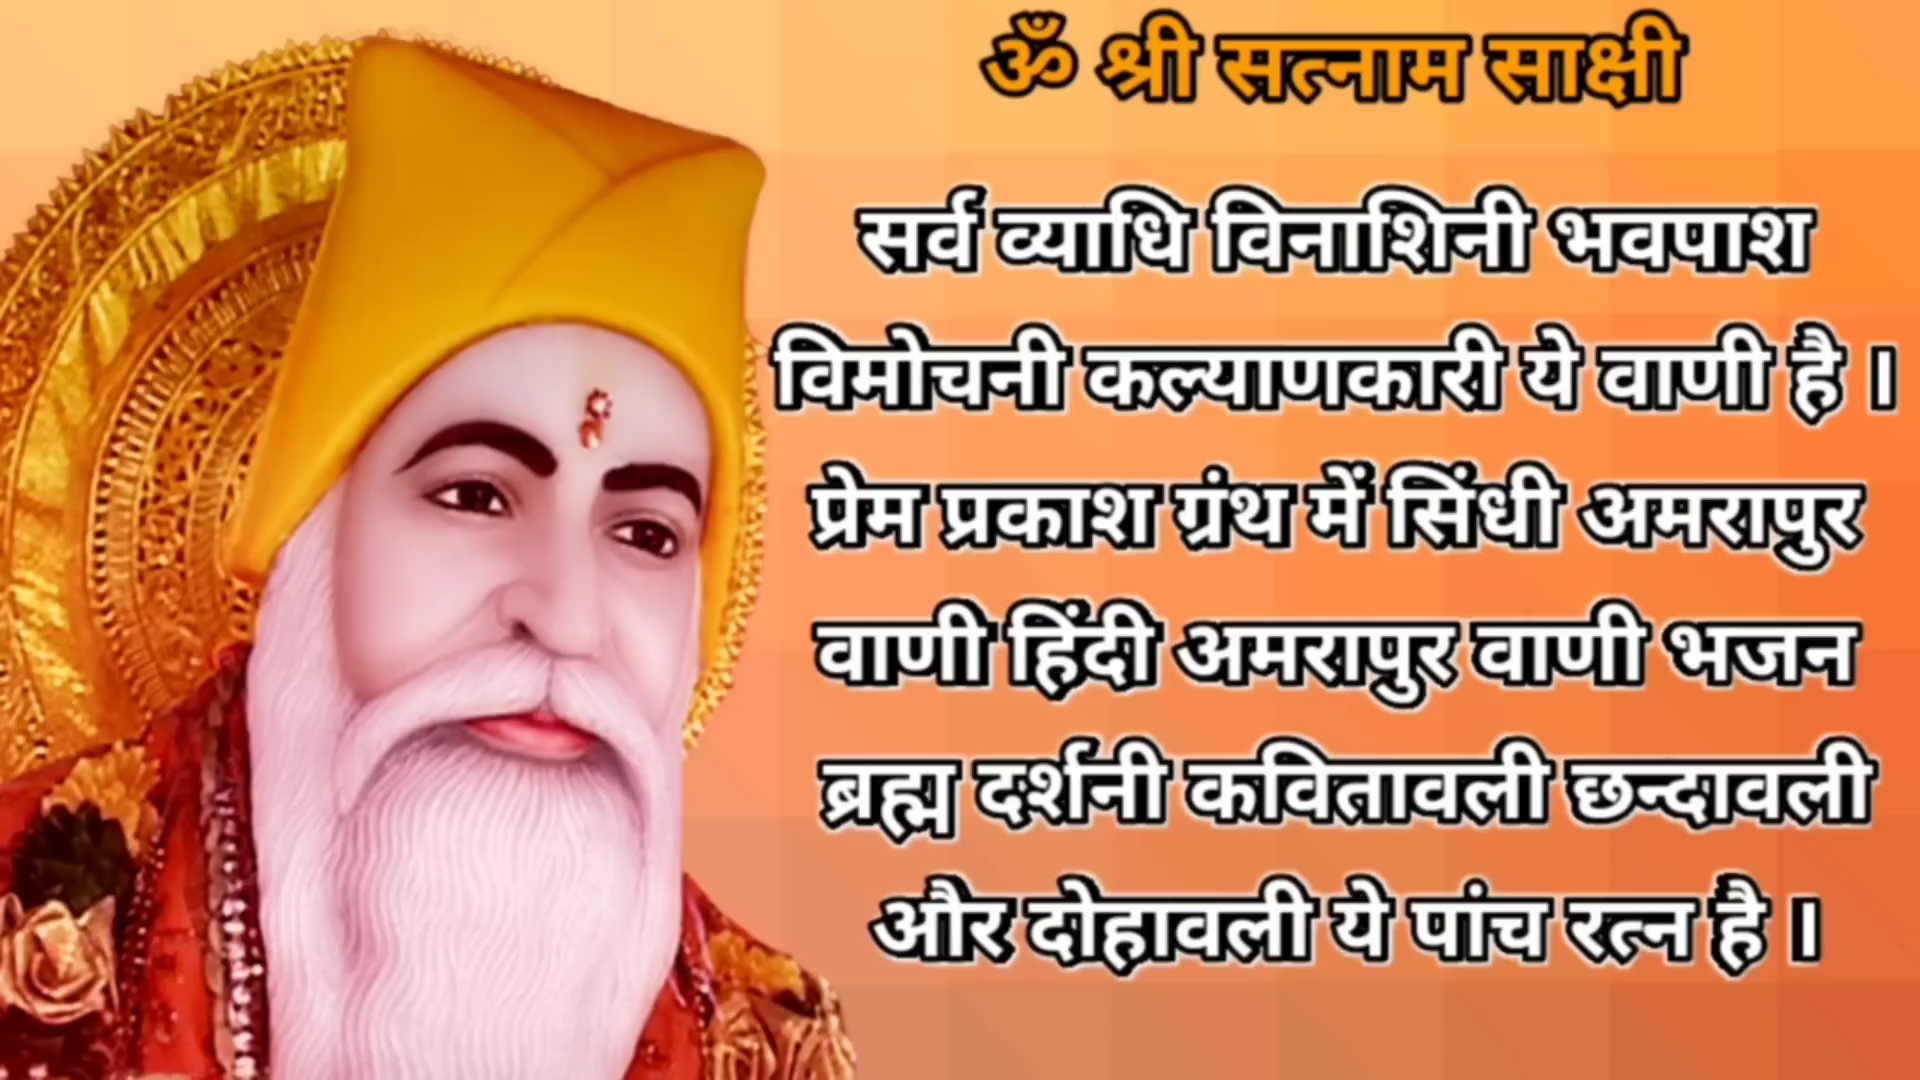 ॐ श्री सत्नाम साक्षी
सर्व व्याधि विनाशिनी भवपाश
विमोचनी कल्याणकारी ये वाणी है ।
प्रेम प्रकाश ग्रंथ में सिंधी अमरापुर
वाणी हिंदी अमरापुर वाणी भजन
ब्रह्म दर्शनी कवितावली छन्दावली
और दोहावली ये पांच रत्न है ।